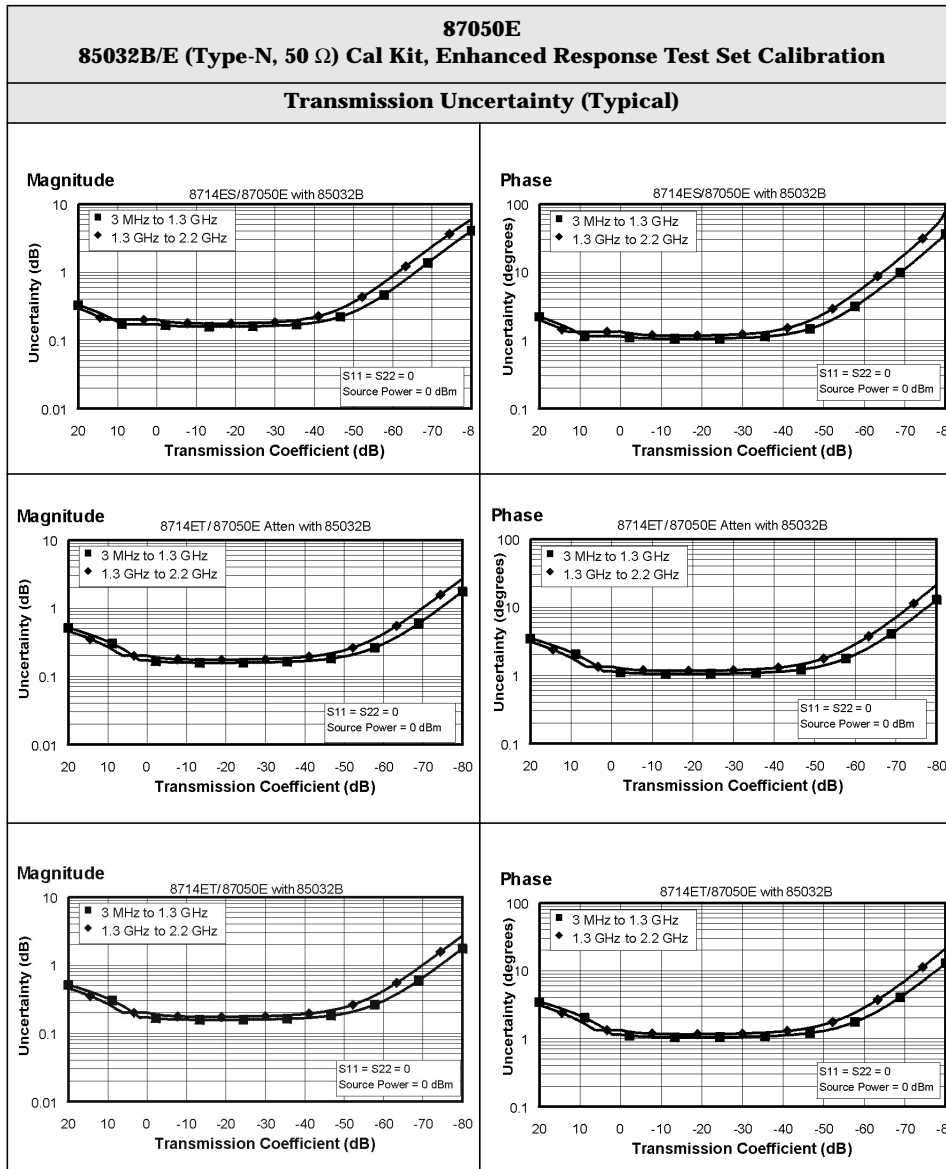 87050E
85032B/E (Type-N, 50 Ω) Cal Kit, Enhanced Response Test Set Calibration
Transmission Uncertainty (Typical)
Magnitude
8714ES/87050E with 85032B
10
1
0.1
0.01
Uncertainty (dB)
3 MHz to 1.3 GHz
1.3 GHz to 2.2 GHz
S11 = S22 = 0
Source Power = 0 dBm
20 10 0 -10 -20 -30 -40 -50 -60 -70 -8
Transmission Coefficient (dB)
Phase
8714ES/87050E with 85032B
100
10
1
0.1
Uncertainty (degrees)
3 MHz to 1.3 GHz
1.3 GHz to 2.2 GHz
S11 = S22 = 0
Source Power = 0 dBm
20 10 0 -10 -20 -30 -40 -50 -60 -70 -8
Transmission Coefficient (dB)
Magnitude
8714ET/87050E Atten with 85032B
10
1
0.1
0.01
Uncertainty (dB)
3 MHz to 1.3 GHz
1.3 GHz to 2.2 GHz
S11 = S22 = 0
Source Power = 0 dBm
20 10 0 -10 -20 -30 -40 -50 -60 -70 -80
Transmission Coefficient (dB)
Phase
8714ET/87050E Atten with 85032B
100
10
1
0.1
Uncertainty (degrees)
3 MHz to 1.3 GHz
1.3 GHz to 2.2 GHz
S11 = S22 = 0
Source Power = 0 dBm
20 10 0 -10 -20 -30 -40 -50 -60 -70 -80
Transmission Coefficient (dB)
Magnitude
8714ET/87050E with 85032B
10
1
0.1
0.01
Uncertainty (dB)
3 MHz to 1.3 GHz
1.3 GHz to 2.2 GHz
S11 = S22 = 0
Source Power = 0 dBm
20 10 0 -10 -20 -30 -40 -50 -60 -70 -80
Transmission Coefficient (dB)
Phase
8714ET/87050E with 85032B
100
10
1
0.1
Uncertainty (degrees)
3 MHz to 1.3 GHz
1.3 GHz to 2.2 GHz
S11 = S22 = 0
Source Power = 0 dBm
20 10 0 -10 -20 -30 -40 -50 -60 -70 -8
Transmission Coefficient (dB)